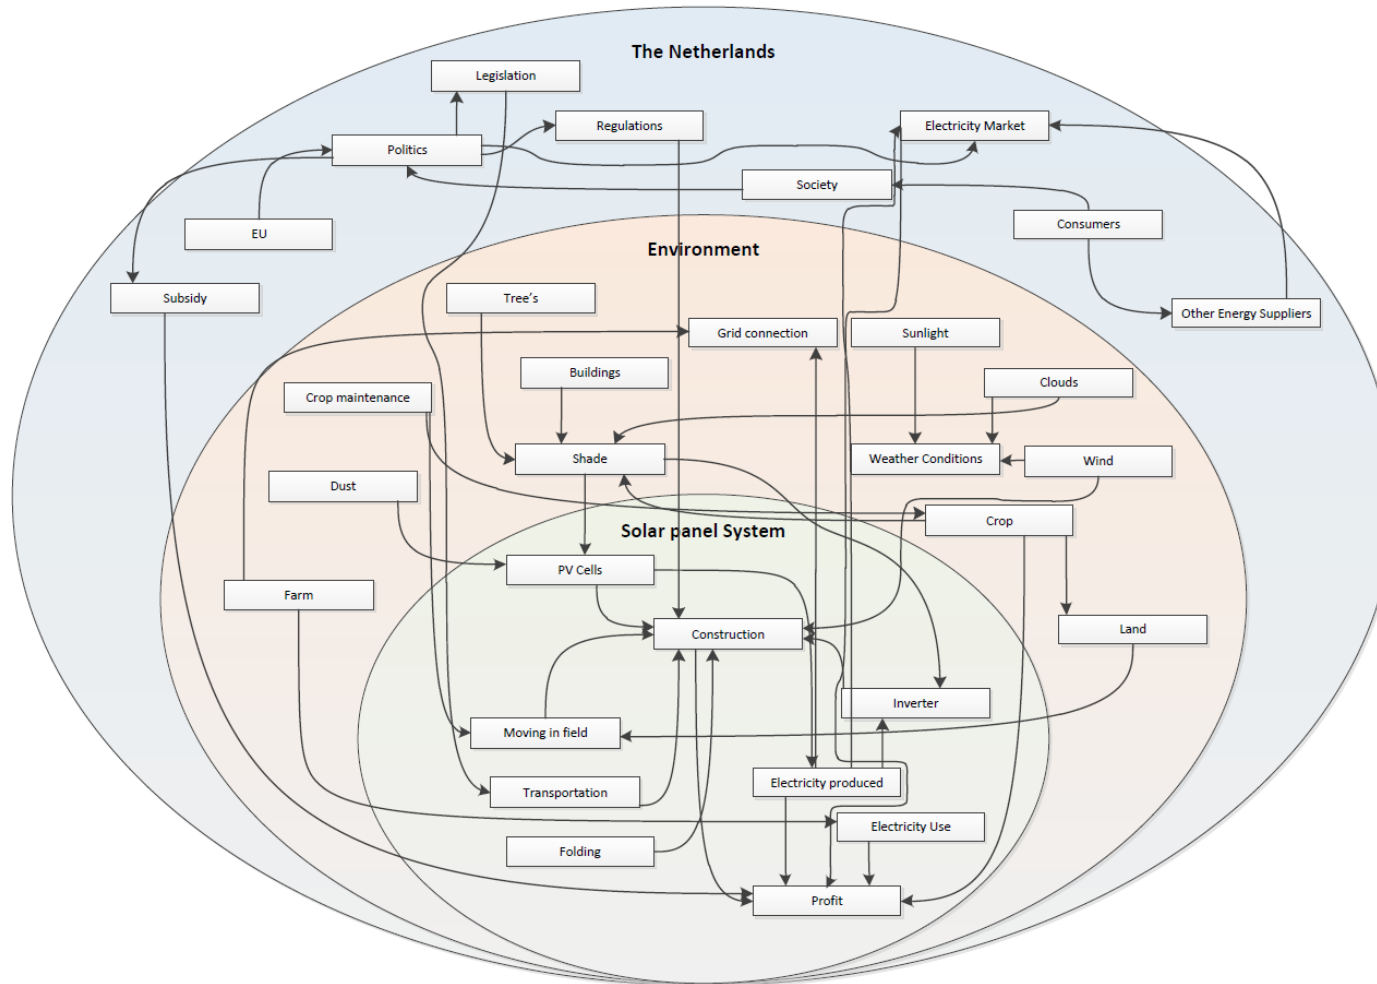 The Netherlands
Legislation
Regulations
Electricity Market
Politics
Society
Consumers
EU
Environment
Subsidy
Tree's
Other Energy Suppliers
Grid connection
Sunlight
Buildings
Clouds
Crop maintenance
Shade
Weather Conditions
Wind
Dust
Crop
Solar panel System
PV Cells
Farm
Construction
Land
Inverter
Moving in field
Electricity produced
Transportation
Electricity Use
Folding
Profit